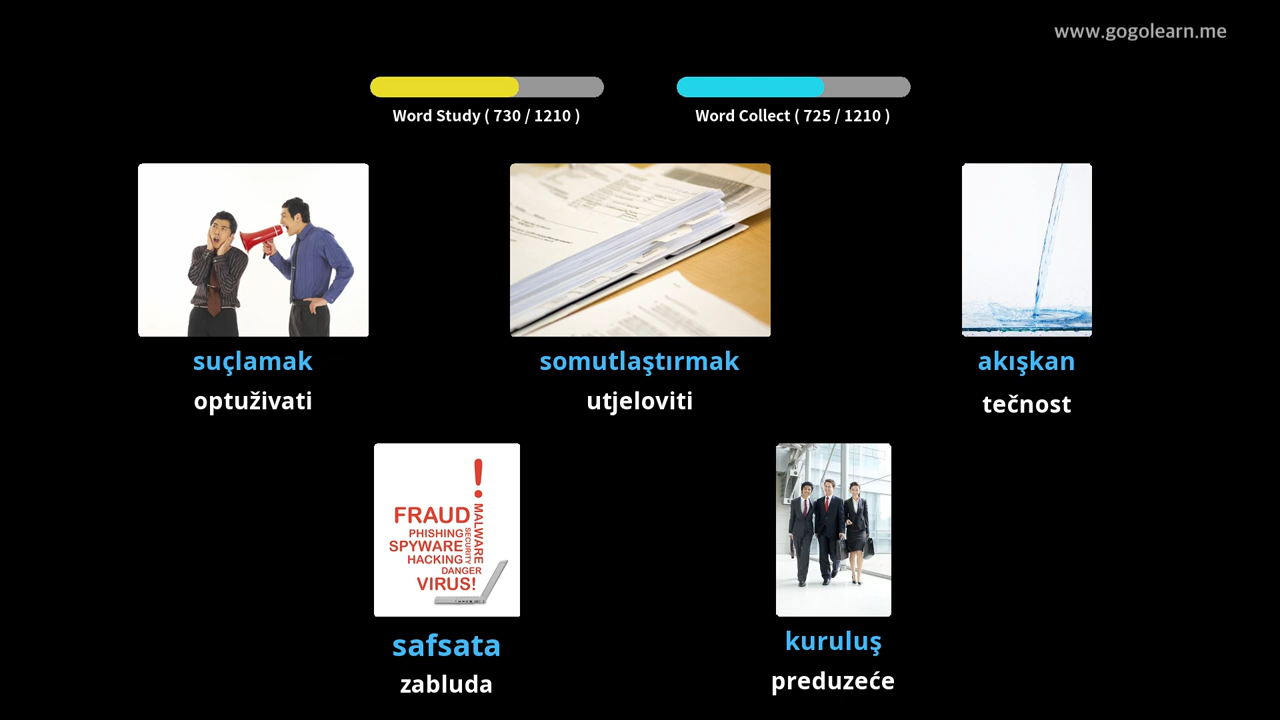 www.gogolearn.me
Word Study ( 730 / 1210 )
Word Collect ( 725 / 1210 )
suçlamak
optuživati
somutlaştırmak
utjeloviti
akışkan
tečnost
!
FRAUD
PHISHING
SPYWARE
HACKING
DANGER
VIRUS!
SECURITY
MALWARE
safsata
zabluda
kuruluş
preduzeće